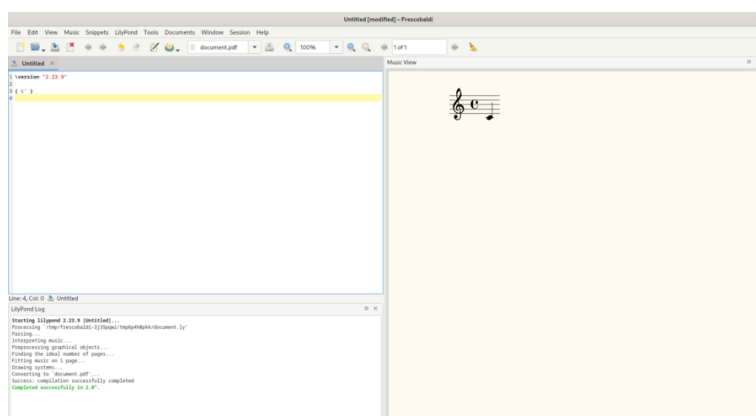 Untitled [modified] – Frescobaldi
File Edit View Music Snippets LilyPond Tools Documents Window Session Help
document.pdf 100% 1 of 1
Untitled
Music View
1 \version "2.23.9"
2
3 { c' }
4
Line: 4, Col: 0 Untitled
LilyPond Log
Starting lilypond 2.23.9 [Untitled]...
Parsing...
Interpreting music...
Preprocessing graphical objects...
Finding the ideal number of pages...
Fitting music on 1 page...
Drawing systems...
Converting to `document.pdf'...
Success: compilation successfully completed
Completed successfully in 2.0".